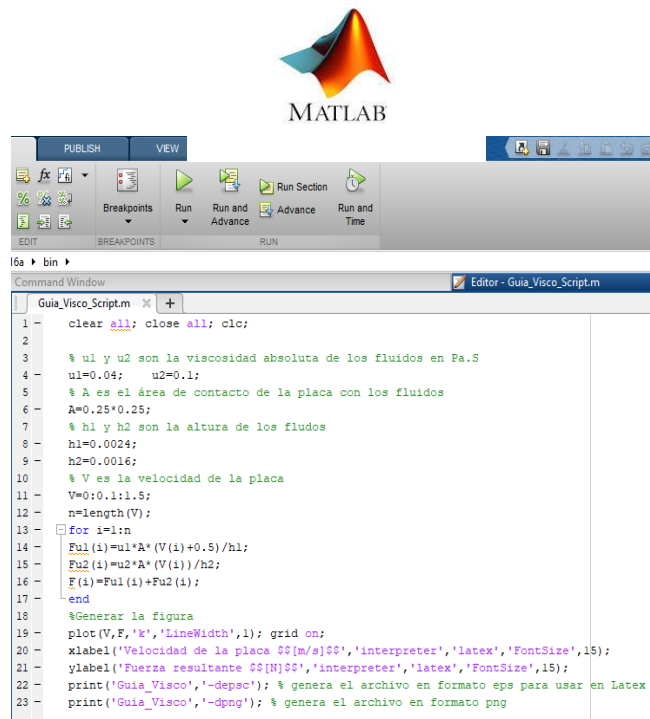 MATLAB
PUBLISH VIEW
fx fi
Breakpoints Run Run and Advance Run Section Advance Run and Time
EDIT BREAKPOINTS RUN
l6a ▸ bin ▸
Command Window
Editor - Guia_Visco_Script.m
Guia_Visco_Script.m × +
1 - clear all; close all; clc;
2
3 % u1 y u2 son la viscosidad absoluta de los fluidos en Pa.S
4 - u1=0.04; u2=0.1;
5 % A es el área de contacto de la placa con los fluidos
6 - A=0.25*0.25;
7 % h1 y h2 son la altura de los fludos
8 - h1=0.0024;
9 - h2=0.0016;
10 % V es la velocidad de la placa
11 - V=0:0.1:1.5;
12 - n=length(V);
13 - for i=1:n
14 - Fu1(i)=u1*A*(V(i)+0.5)/h1;
15 - Fu2(i)=u2*A*(V(i))/h2;
16 - F(i)=Fu1(i)+Fu2(i);
17 - end
18 %Generar la figura
19 - plot(V,F,'k','LineWidth',1); grid on;
20 - xlabel('Velocidad de la placa $$[m/s]$$','interpreter','latex','FontSize',15);
21 - ylabel('Fuerza resultante $$[N]$$','interpreter','latex','FontSize',15);
22 - print('Guia_Visco','-depsc'); % genera el archivo en formato eps para usar en Latex
23 - print('Guia_Visco','-dpng'); % genera el archivo en formato png